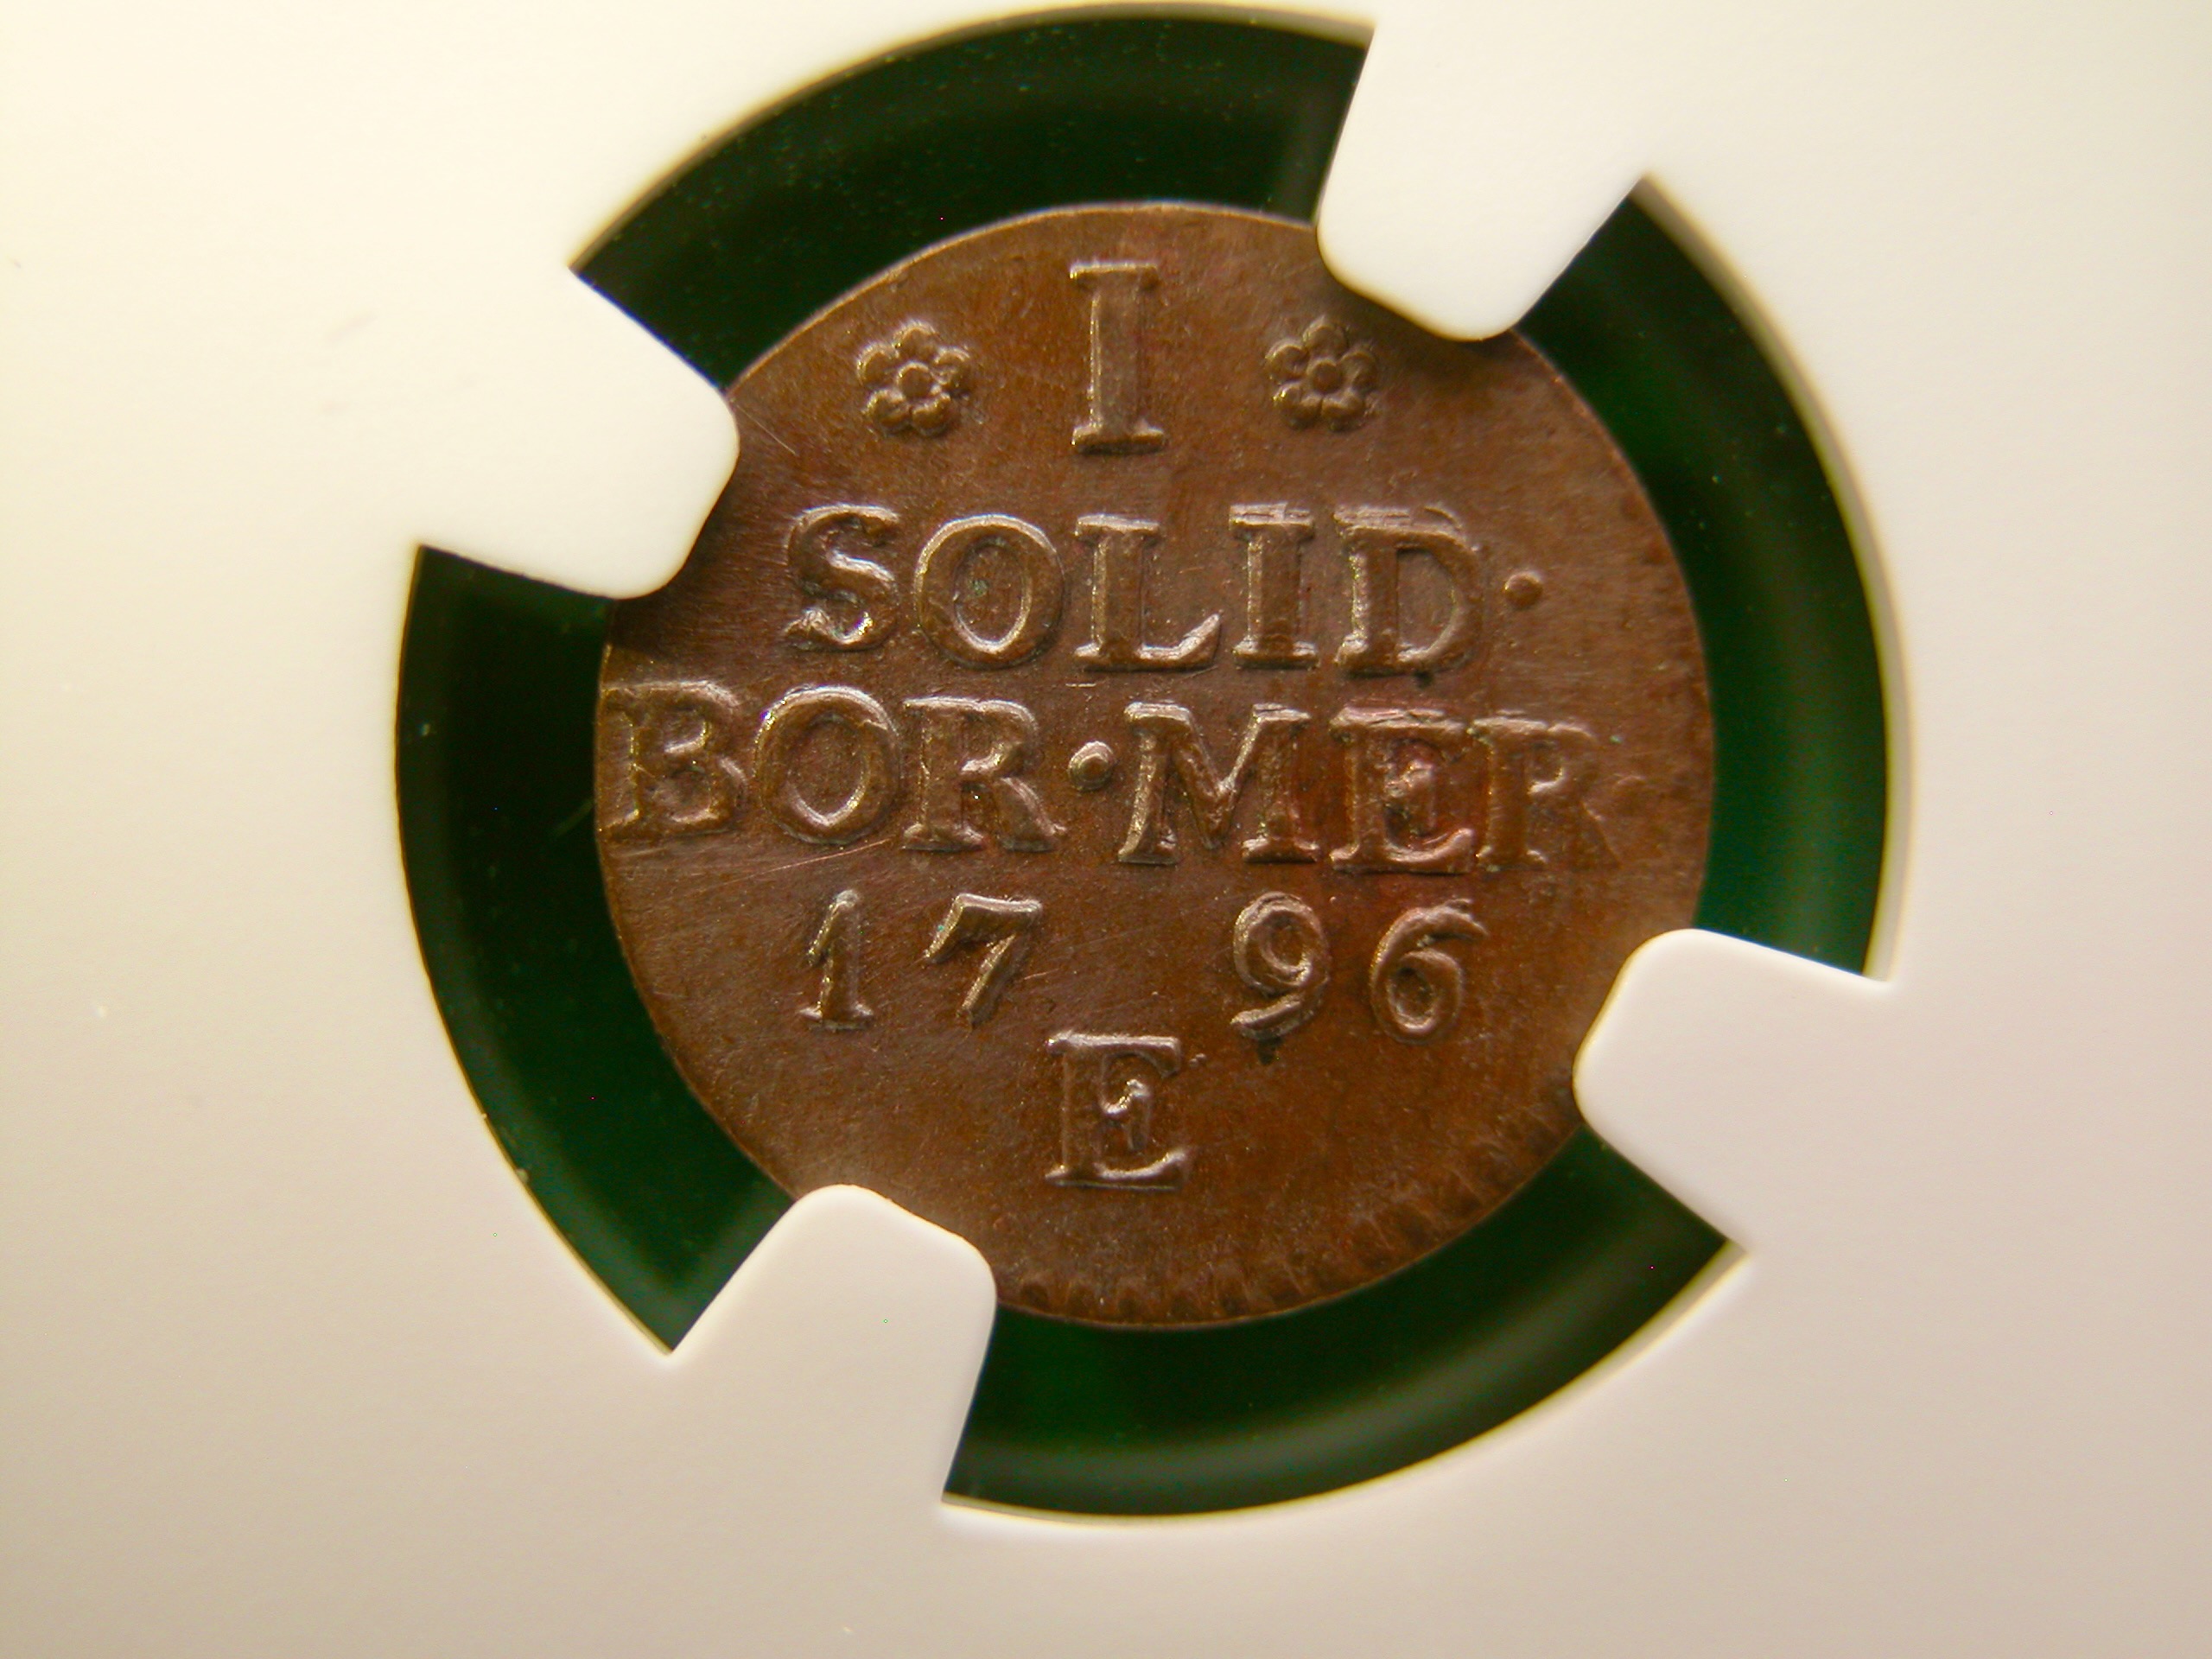 I
SOLID·
BOR·MER
17 96
E